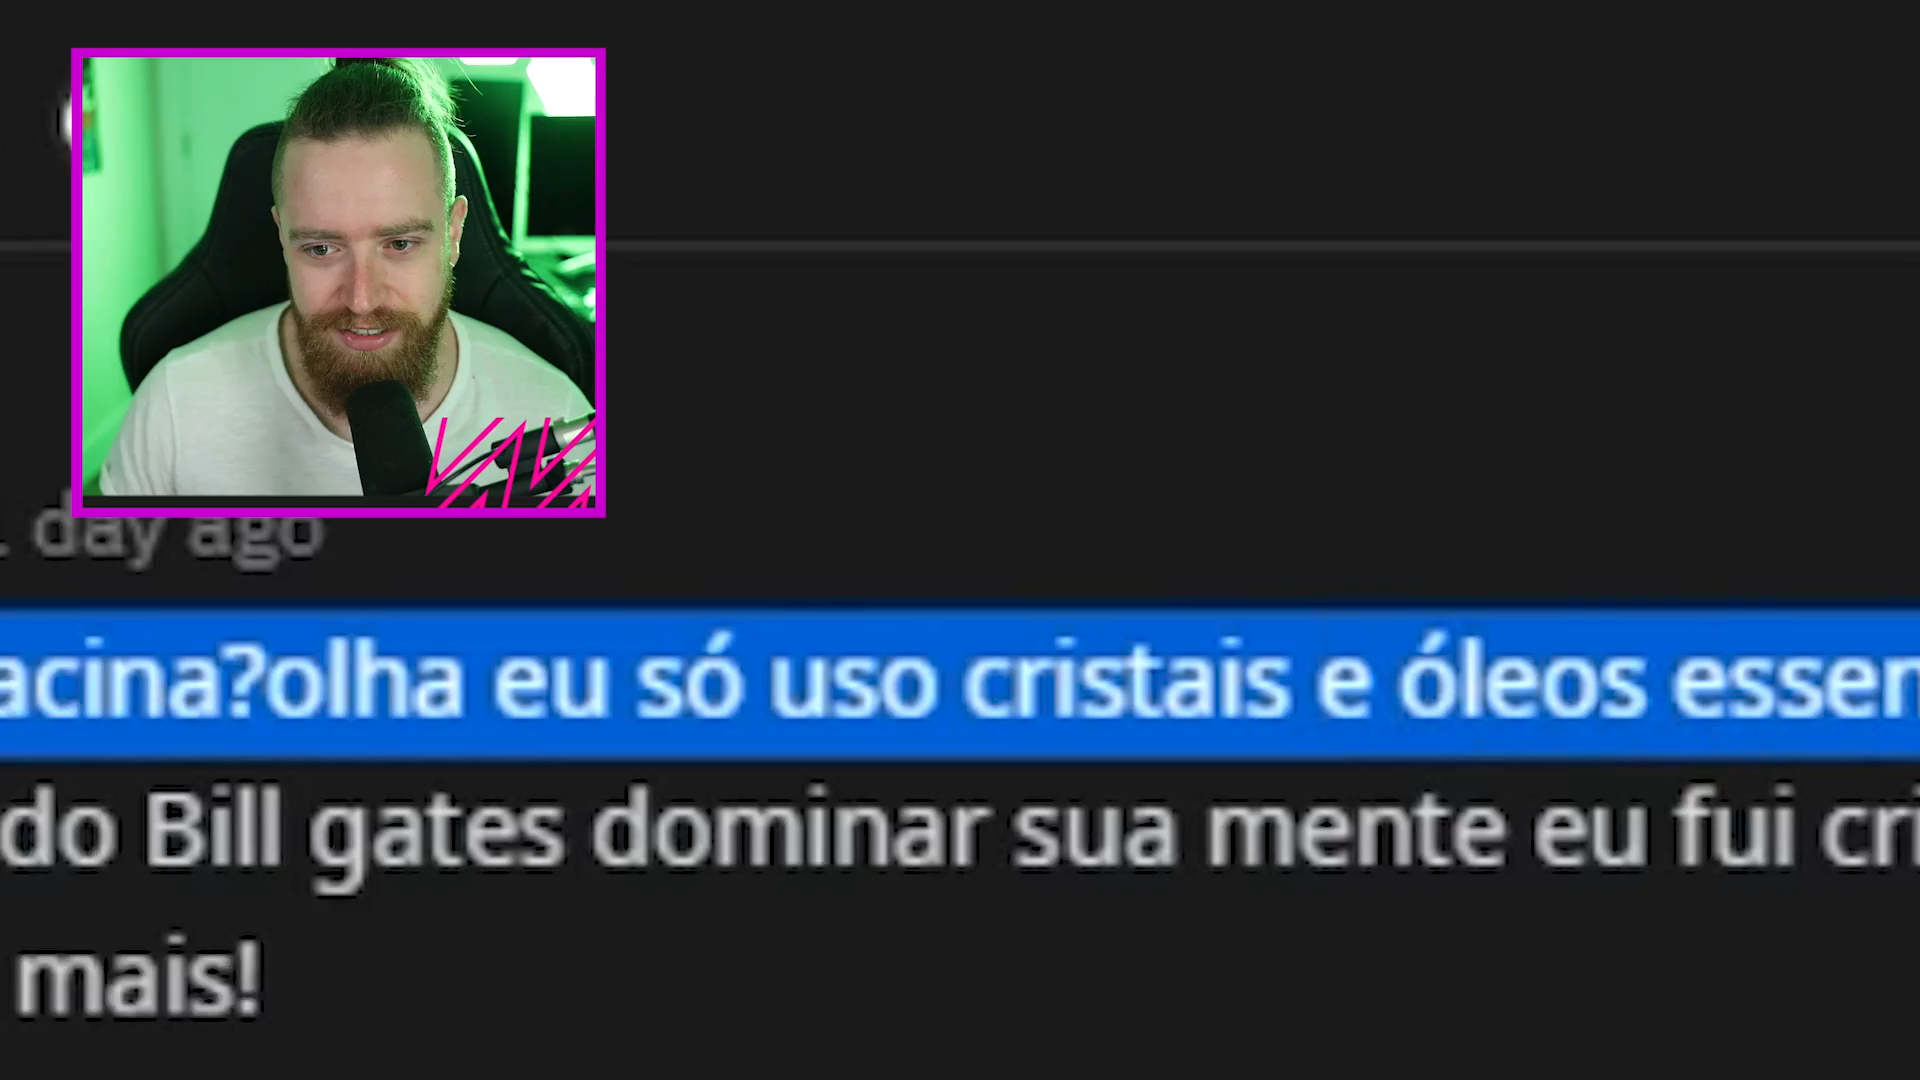 day ago
acina?olha eu só uso cristais e óleos essen
do Bill gates dominar sua mente eu fui cri
mais!